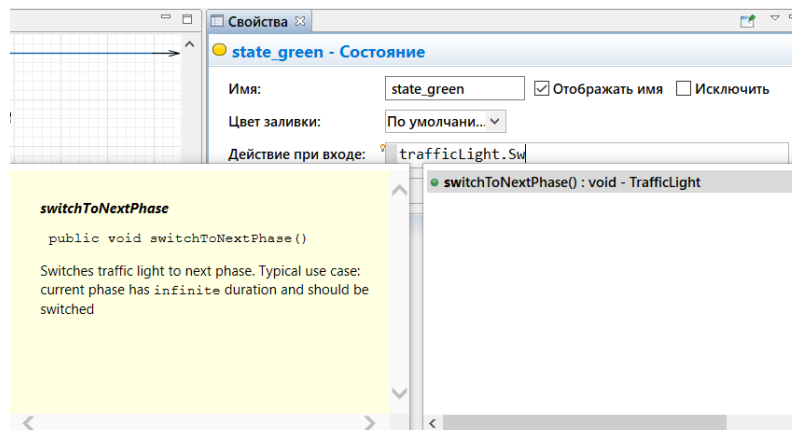 Свойства
state_green - Состояние
Имя: state_green Отображать имя Исключить
Цвет заливки: По умолчани...
Действие при входе: trafficLight.Sw
switchToNextPhase
public void switchToNextPhase()
Switches traffic light to next phase. Typical use case:
current phase has infinite duration and should be
switched
switchToNextPhase() : void - TrafficLight